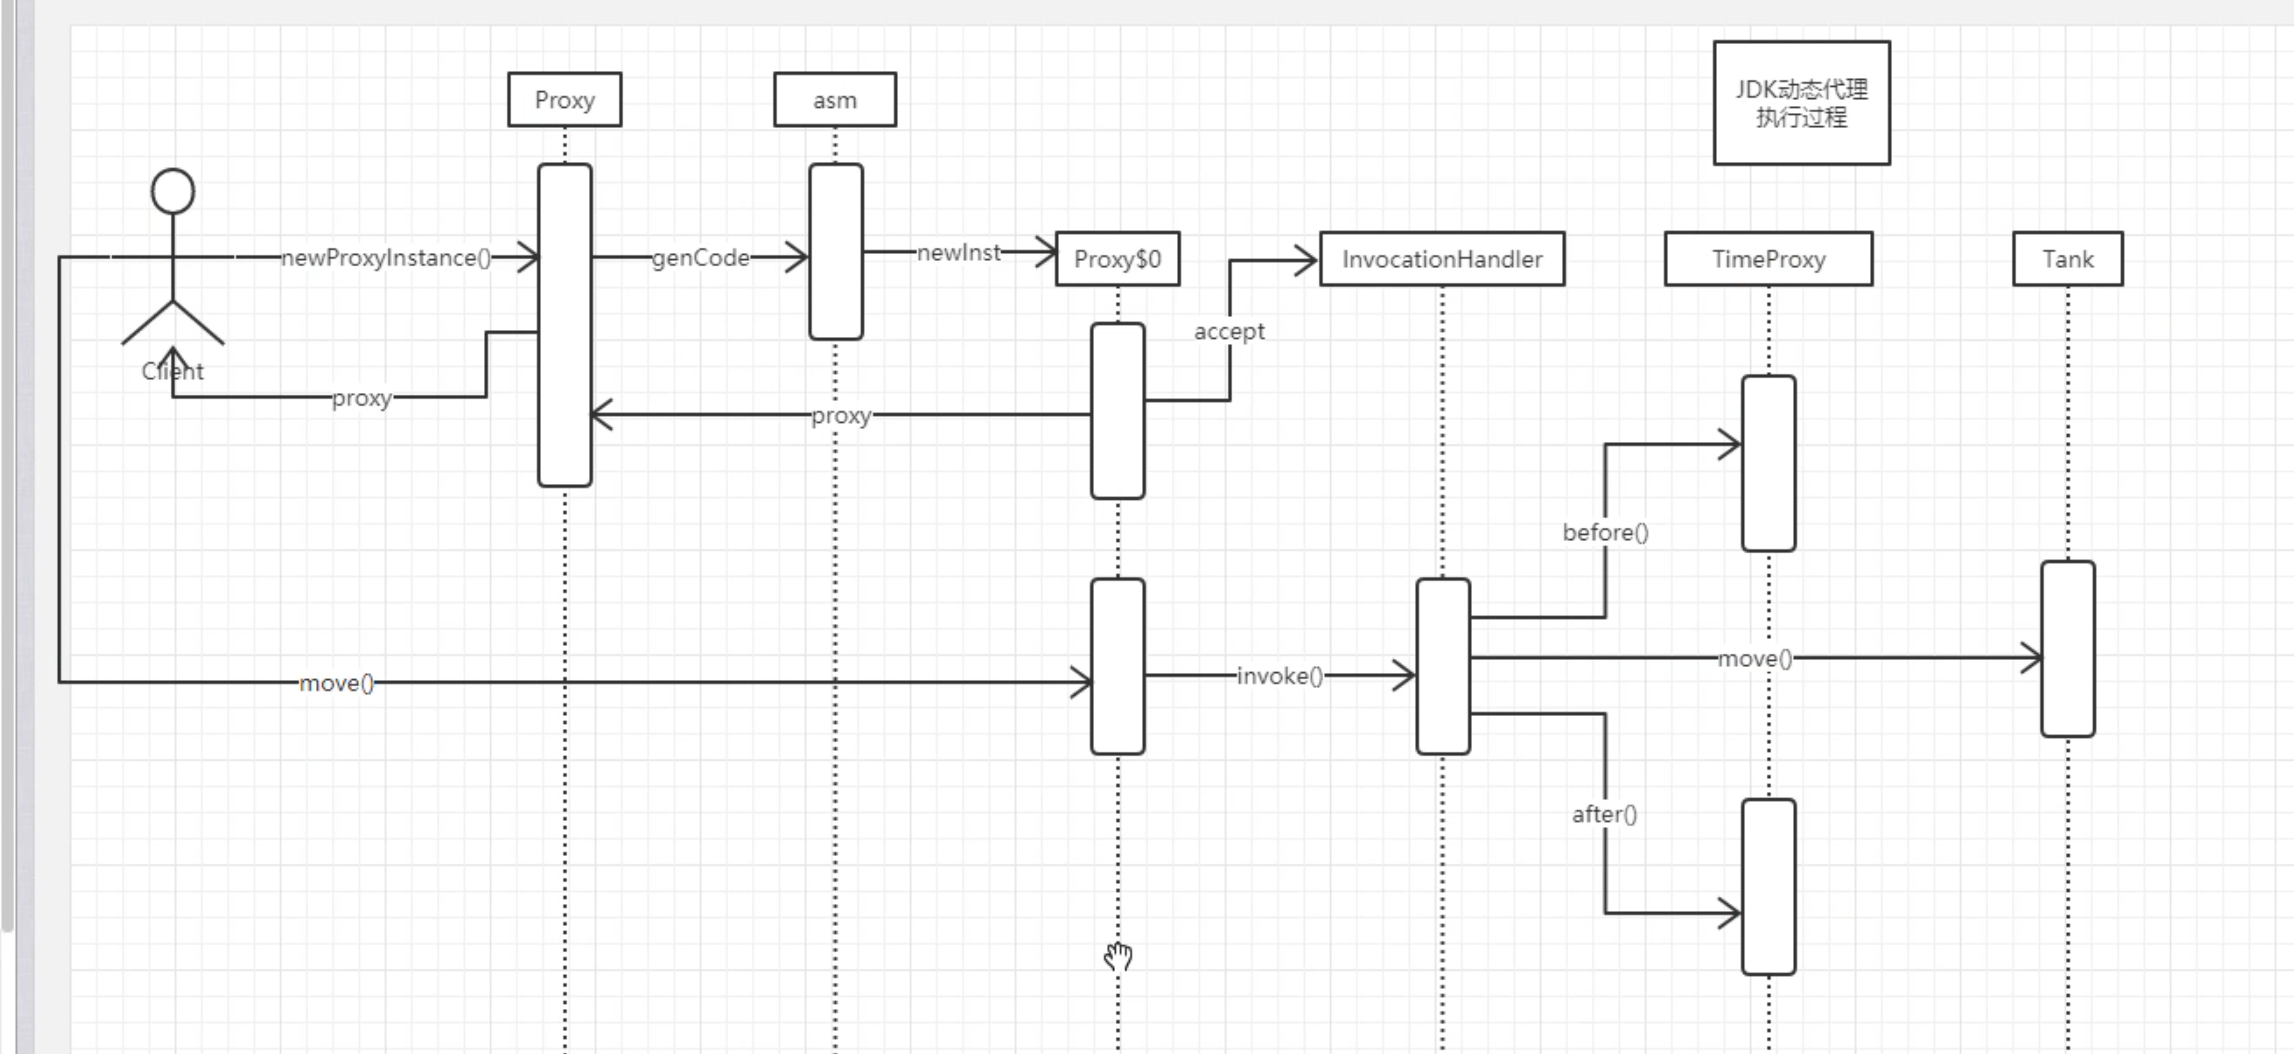 JDK动态代理
执行过程
Proxy
asm
newProxyInstance()
genCode
newInst
Proxy$0
InvocationHandler
TimeProxy
Tank
accept
Client
proxy
proxy
before()
move()
invoke()
move()
after()